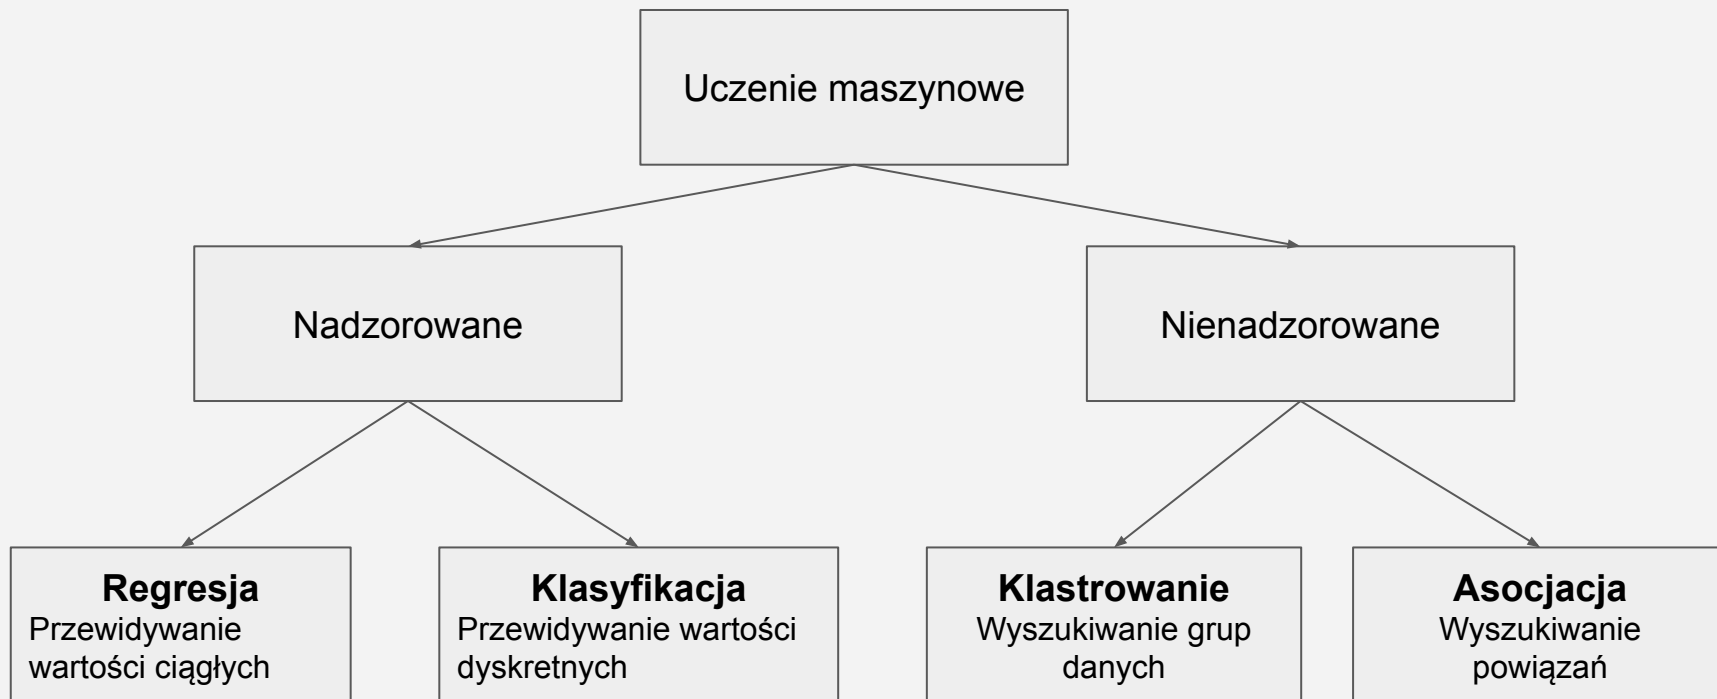 Uczenie maszynowe
Nadzorowane
Nienadzorowane
Regresja
Przewidywanie
wartości ciągłych
Klasyfikacja
Przewidywanie wartości
dyskretnych
Klastrowanie
Wyszukiwanie grup
danych
Asocjacja
Wyszukiwanie
powiązań